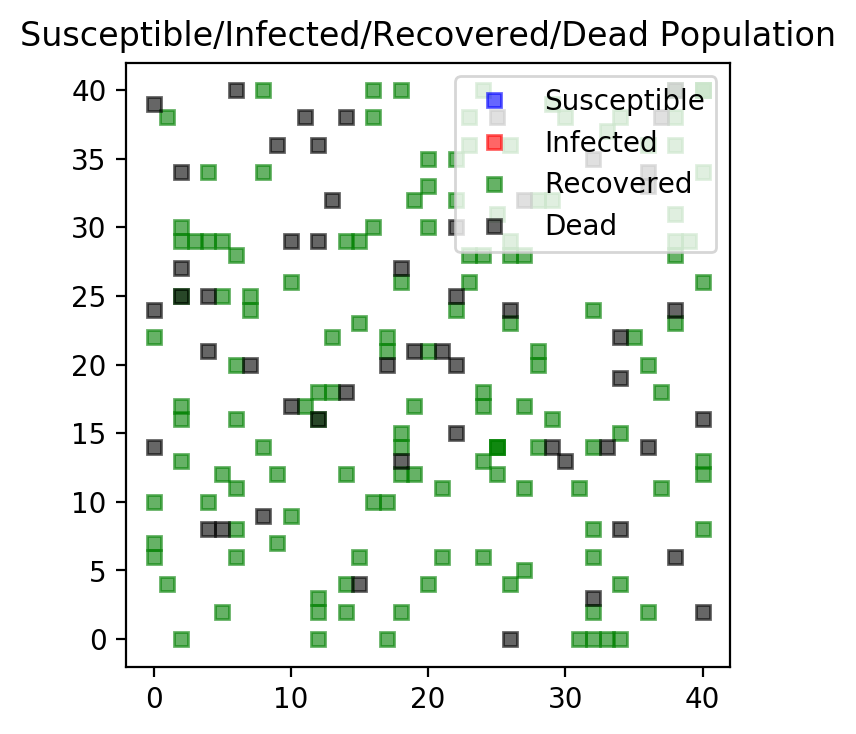 Susceptible/Infected/Recovered/Dead Population
40
35
30
25
20
15
10
5
0
Susceptible
Infected
Recovered
Dead
0 10 20 30 40